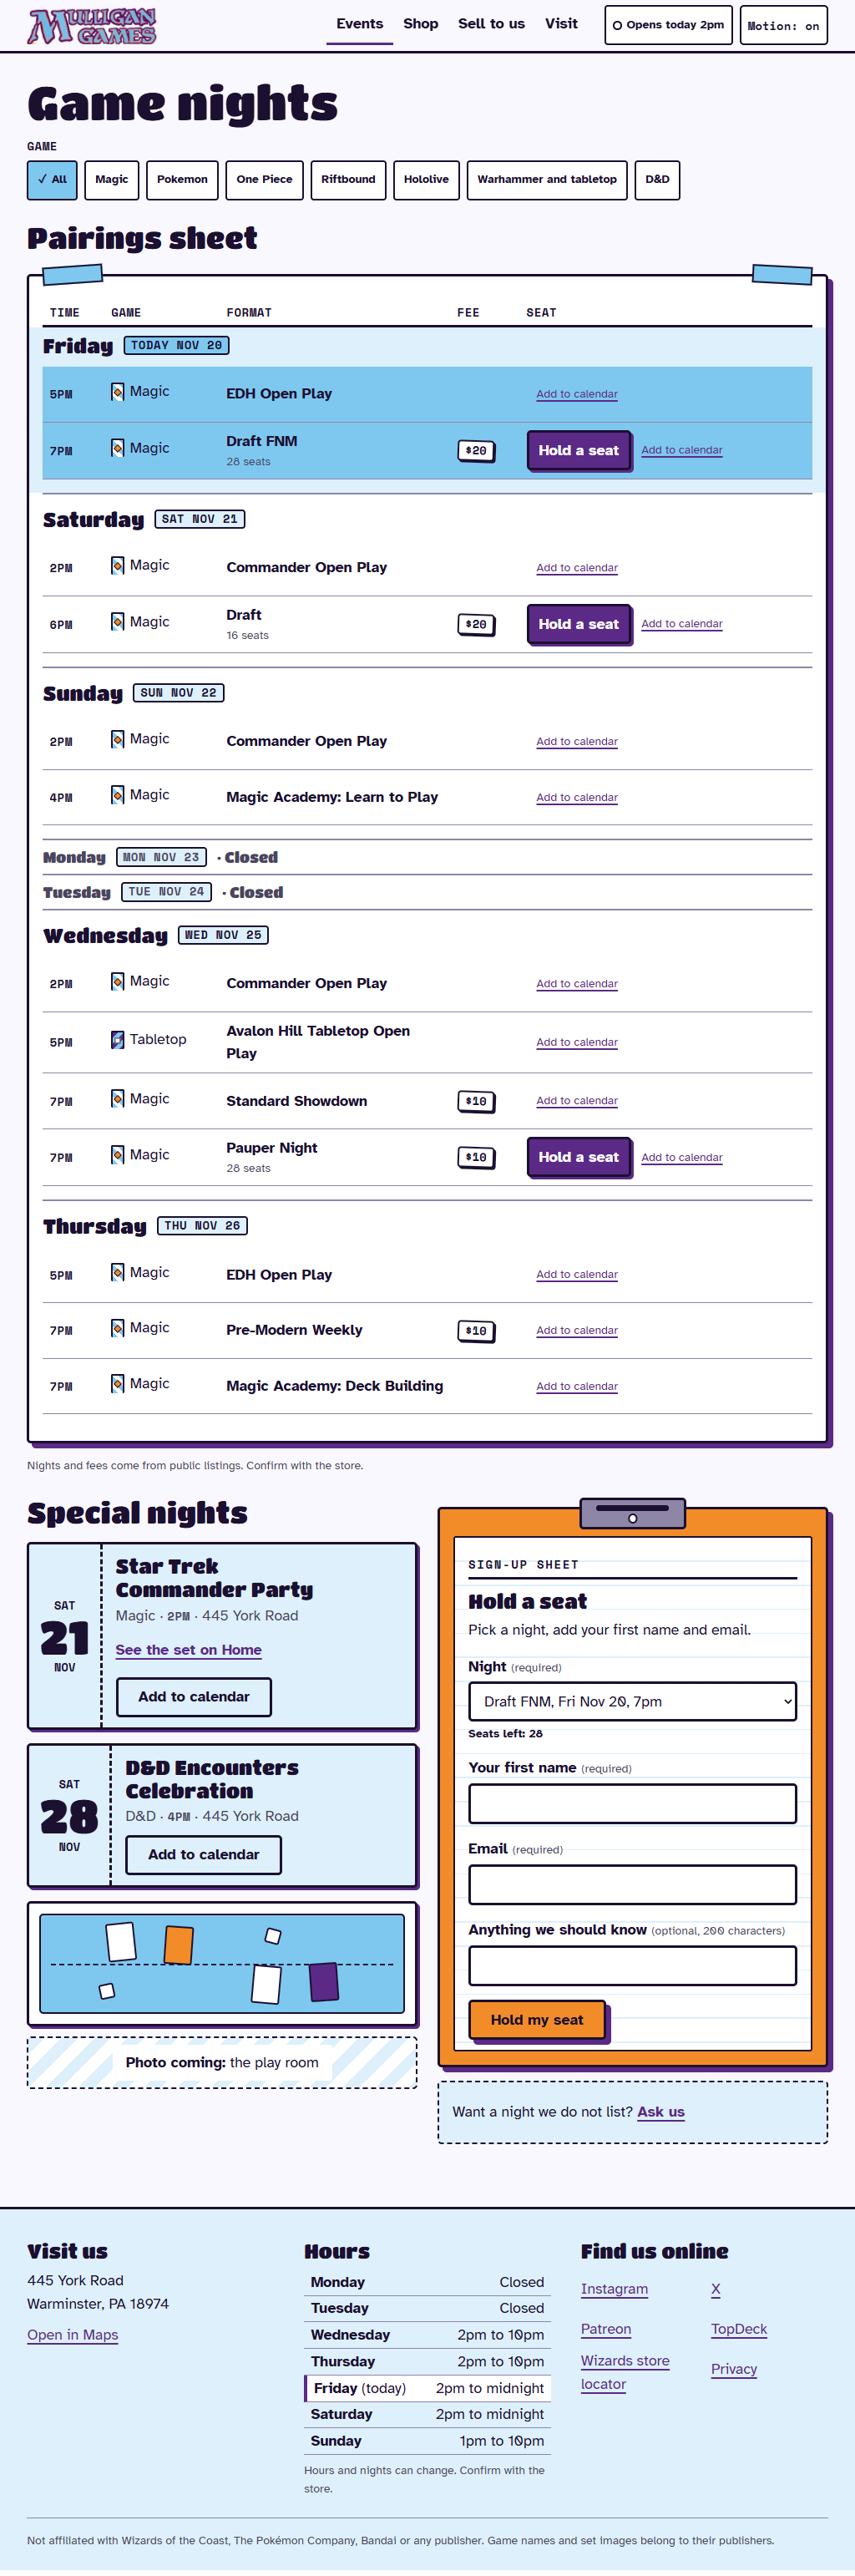 MULLIGAN GAMES
Events Shop Sell to us Visit Opens today 2pm Motion: on
Game nights
GAME
✓ All Magic Pokemon One Piece Riftbound Hololive Warhammer and tabletop D&D
Pairings sheet
TIME GAME FORMAT FEE SEAT
Friday TODAY NOV 20
5PM Magic EDH Open Play Add to calendar
7PM Magic Draft FNM $20 Hold a seat Add to calendar
28 seats
Saturday SAT NOV 21
2PM Magic Commander Open Play Add to calendar
6PM Magic Draft $20 Hold a seat Add to calendar
16 seats
Sunday SUN NOV 22
2PM Magic Commander Open Play Add to calendar
4PM Magic Magic Academy: Learn to Play Add to calendar
Monday MON NOV 23 · Closed
Tuesday TUE NOV 24 · Closed
Wednesday WED NOV 25
2PM Magic Commander Open Play Add to calendar
5PM Tabletop Avalon Hill Tabletop Open Add to calendar
Play
7PM Magic Standard Showdown $10 Add to calendar
7PM Magic Pauper Night $10 Hold a seat Add to calendar
28 seats
Thursday THU NOV 26
5PM Magic EDH Open Play Add to calendar
7PM Magic Pre-Modern Weekly $10 Add to calendar
7PM Magic Magic Academy: Deck Building Add to calendar
Nights and fees come from public listings. Confirm with the store.
Special nights
SAT
21
NOV
Star Trek
Commander Party
Magic · 2PM · 445 York Road
See the set on Home
Add to calendar
SAT
28
NOV
D&D Encounters
Celebration
D&D · 4PM · 445 York Road
Add to calendar
Photo coming: the play room
SIGN-UP SHEET
Hold a seat
Pick a night, add your first name and email.
Night (required)
Draft FNM, Fri Nov 20, 7pm
Seats left: 28
Your first name (required)
Email (required)
Anything we should know (optional, 200 characters)
Hold my seat
Want a night we do not list? Ask us
Visit us
445 York Road
Warminster, PA 18974
Open in Maps
Hours
Monday Closed
Tuesday Closed
Wednesday 2pm to 10pm
Thursday 2pm to 10pm
Friday (today) 2pm to midnight
Saturday 2pm to midnight
Sunday 1pm to 10pm
Hours and nights can change. Confirm with the
store.
Find us online
Instagram X
Patreon TopDeck
Wizards store
locator
Privacy
Not affiliated with Wizards of the Coast, The Pokémon Company, Bandai or any publisher. Game names and set images belong to their publishers.